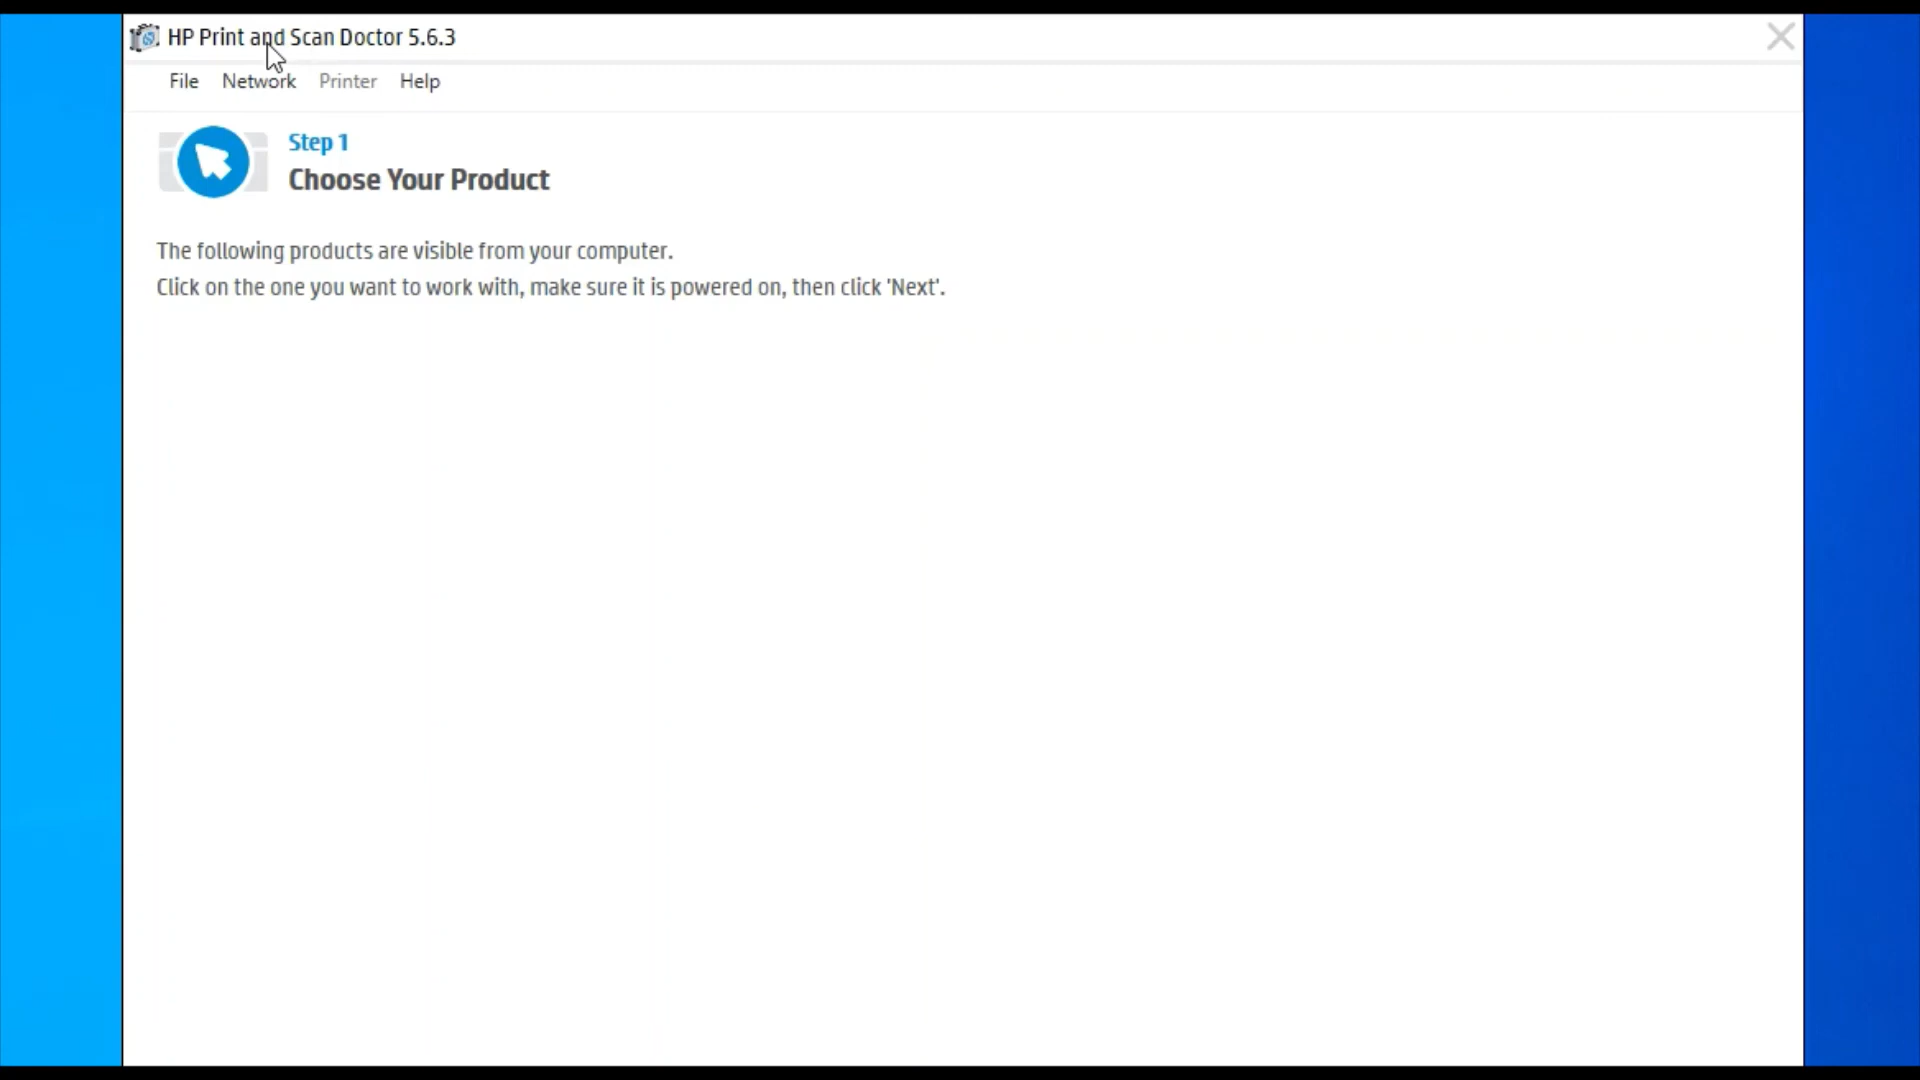 HP Print and Scan Doctor 5.6.3
File Network Printer Help
Step 1
Choose Your Product
The following products are visible from your computer.
Click on the one you want to work with, make sure it is powered on, then click 'Next'.